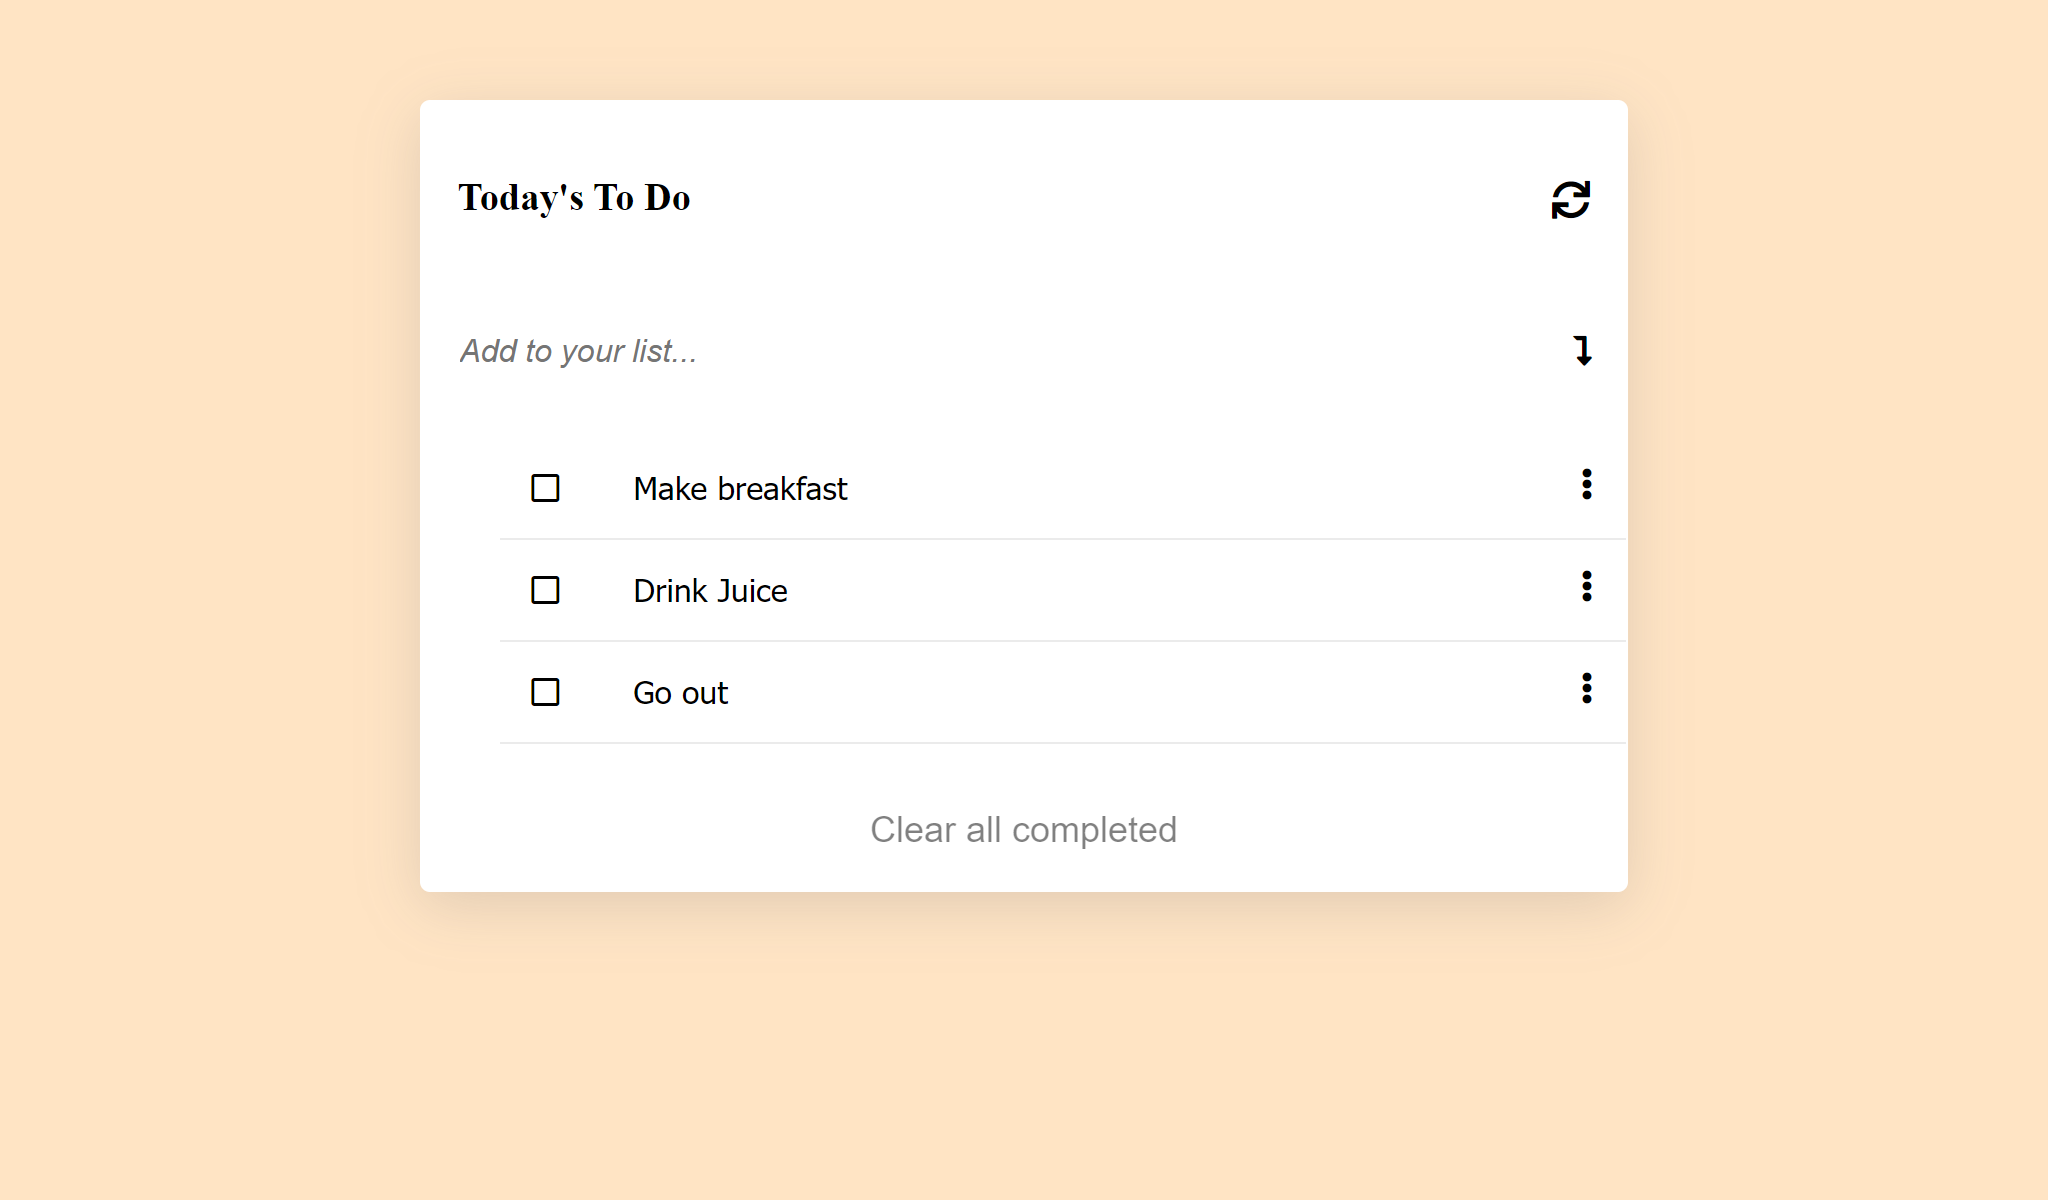 Today's To Do
Add to your list...
Make breakfast
Drink Juice
Go out
Clear all completed